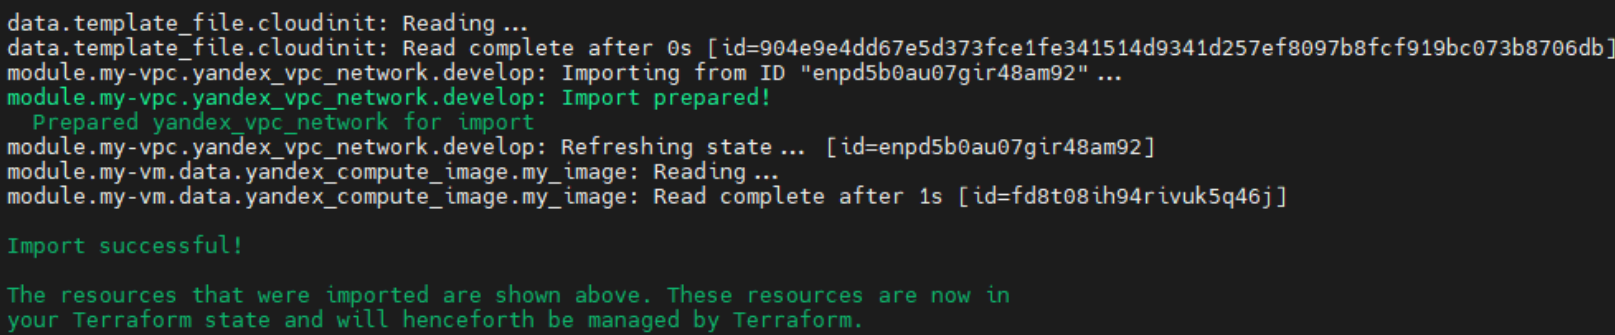 data.template_file.cloudinit: Reading...
data.template_file.cloudinit: Read complete after 0s [id=904e9e4dd67e5d373fce1fe341514d9341d257ef8097b8fcf919bc073b8706db]
module.my-vpc.yandex_vpc_network.develop: Importing from ID "enpd5b0au07gir48am92"...
module.my-vpc.yandex_vpc_network.develop: Import prepared!
  Prepared yandex_vpc_network for import
module.my-vpc.yandex_vpc_network.develop: Refreshing state... [id=enpd5b0au07gir48am92]
module.my-vm.data.yandex_compute_image.my_image: Reading...
module.my-vm.data.yandex_compute_image.my_image: Read complete after 1s [id=fd8t08ih94rivuk5q46j]
Import successful!
The resources that were imported are shown above. These resources are now in
your Terraform state and will henceforth be managed by Terraform.